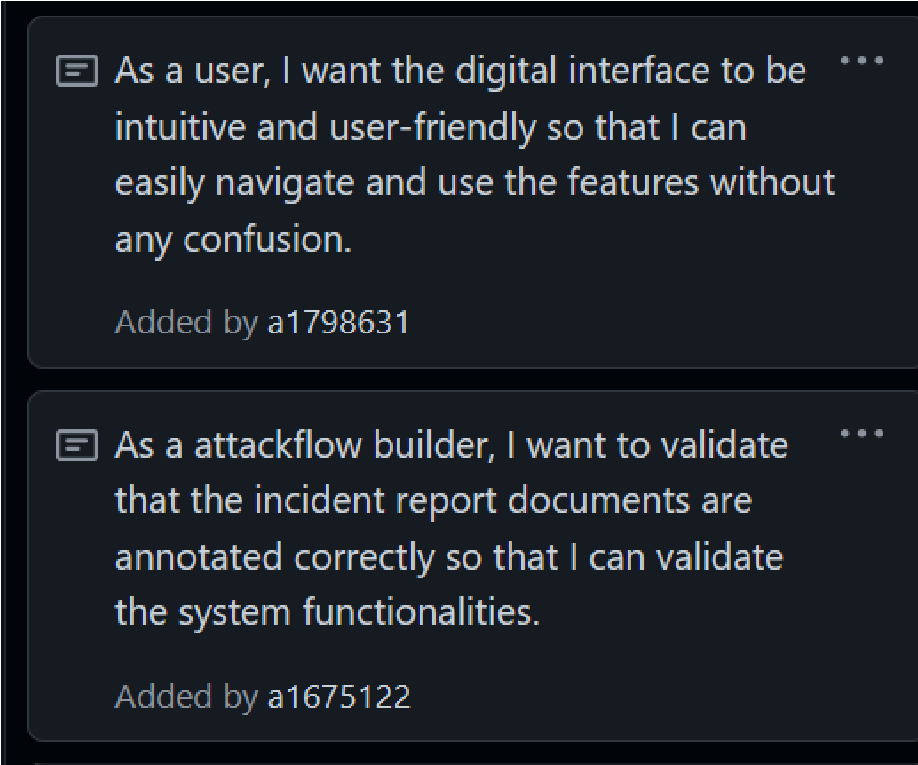 As a user, I want the digital interface to be
intuitive and user-friendly so that I can
easily navigate and use the features without
any confusion.
Added by a1798631
As a attackflow builder, I want to validate
that the incident report documents are
annotated correctly so that I can validate
the system functionalities.
Added by a1675122